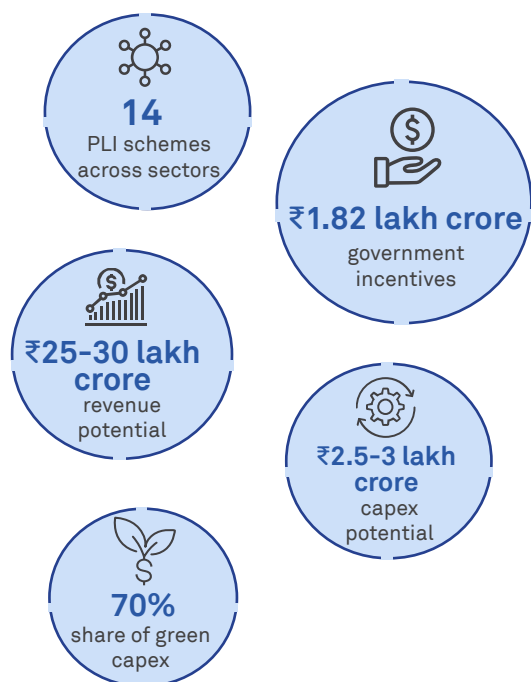 14
PLI schemes
across sectors
₹1.82 lakh crore
government
incentives
₹25-30 lakh
crore
revenue
potential
₹2.5-3 lakh
crore
capex
potential
70%
share of green
capex